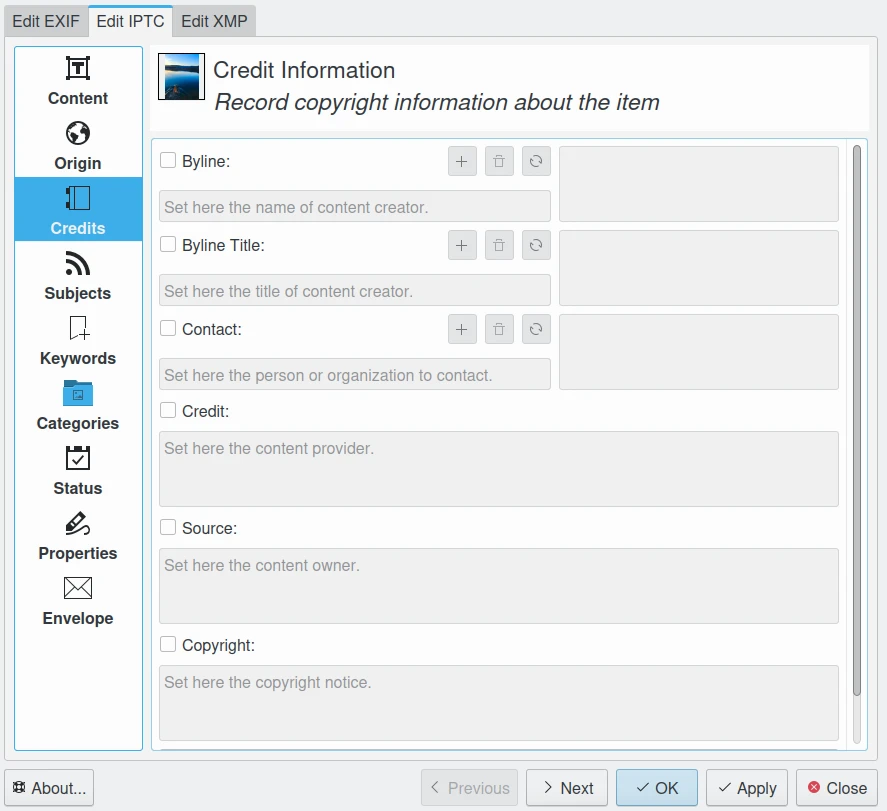 Edit EXIF Edit IPTC Edit XMP
Content
Origin
Credits
Subjects
Keywords
Categories
Status
Properties
Envelope
Credit Information
Record copyright information about the item
Byline:
Set here the name of content creator.
Byline Title:
Set here the title of content creator.
Contact:
Set here the person or organization to contact.
Credit:
Set here the content provider.
Source:
Set here the content owner.
Copyright:
Set here the copyright notice.
About... Previous Next OK Apply Close